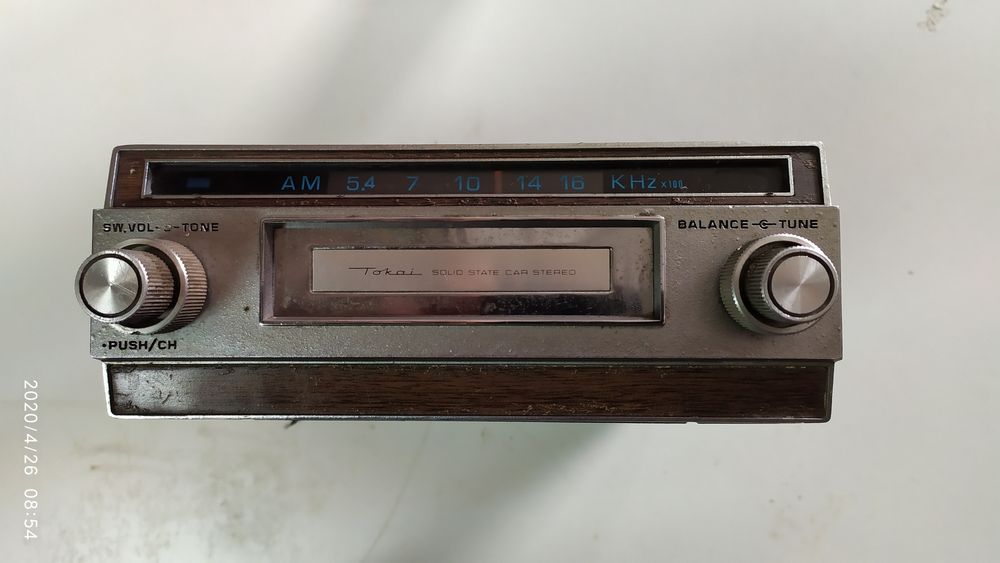 AM 5.4 7 10 14 16 KHz x100
SW.VOL - TONE
BALANCE - TUNE
Tokai SOLID STATE CAR STEREO
•PUSH/CH
2020/4/26 08:54